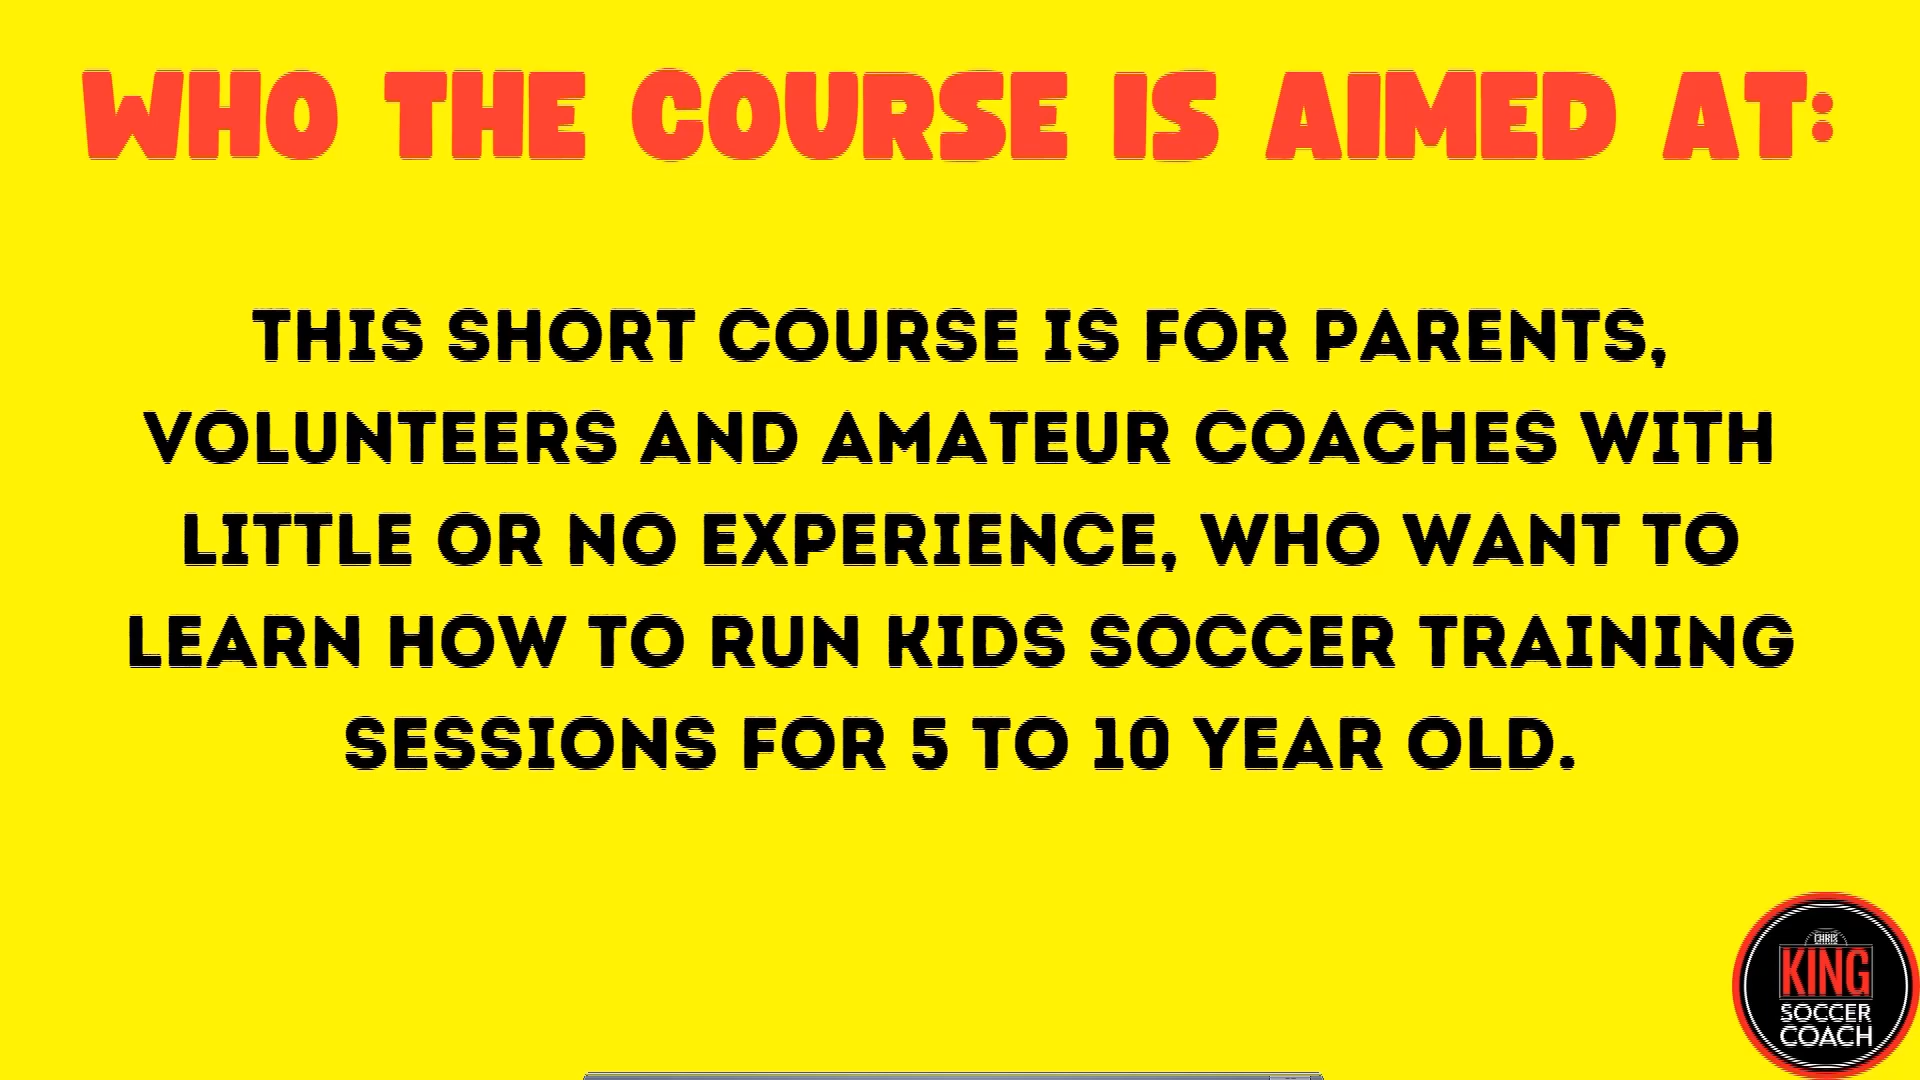 WHO THE COURSE IS AIMED AT:
THIS SHORT COURSE IS FOR PARENTS,
VOLUNTEERS AND AMATEUR COACHES WITH
LITTLE OR NO EXPERIENCE, WHO WANT TO
LEARN HOW TO RUN KIDS SOCCER TRAINING
SESSIONS FOR 5 TO 10 YEAR OLD.
CHRIS
KING
SOCCER
COACH